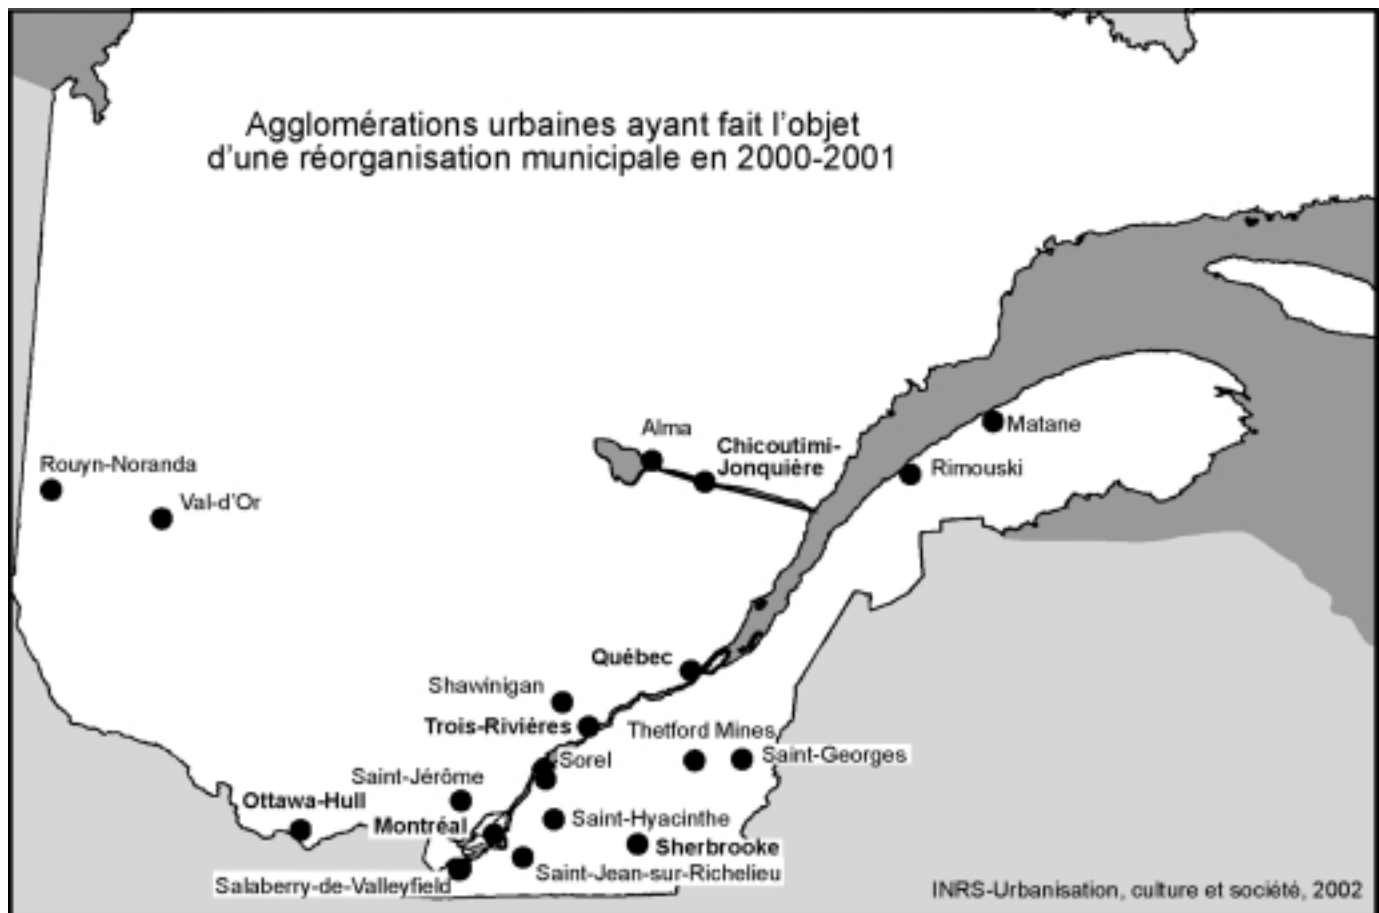 Agglomérations urbaines ayant fait l'objet
d'une réorganisation municipale en 2000-2001
Alma
Chicoutimi-
Jonquière
Matane
Rimouski
Rouyn-Noranda
Val-d'Or
Québec
Shawinigan
Trois-Rivières
Thetford Mines
Saint-Georges
Sorel
Saint-Jérôme
Ottawa-Hull
Montréal
Saint-Hyacinthe
Sherbrooke
Saint-Jean-sur-Richelieu
Salaberry-de-Valleyfield
INRS-Urbanisation, culture et société, 2002